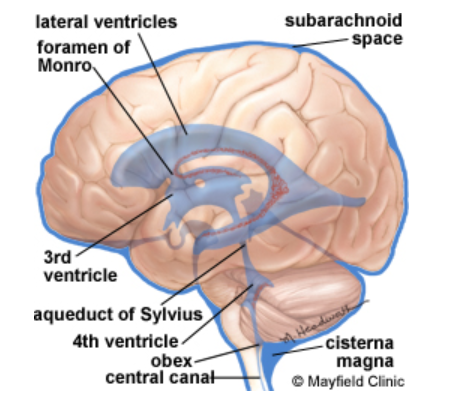 lateral ventricles
foramen of
Monro
subarachnoid
space
3rd
ventricle
aqueduct of Sylvius
4th ventricle
obex
central canal
cisterna
magna
M. Headworth
© Mayfield Clinic